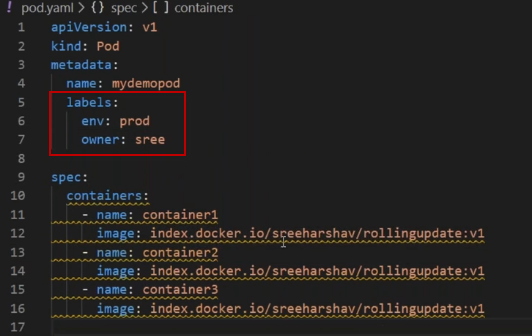 pod.yaml > {} spec > [ ] containers
1 apiVersion: v1
2 kind: Pod
3 metadata:
4 name: mydemopod
5 labels:
6 env: prod
7 owner: sree
8
9 spec:
10 containers:
11 - name: container1
12 image: index.docker.io/sreeharshav/rollingupdate:v1
13 - name: container2
14 image: index.docker.io/sreeharshav/rollingupdate:v1
15 - name: container3
16 image: index.docker.io/sreeharshav/rollingupdate:v1
17